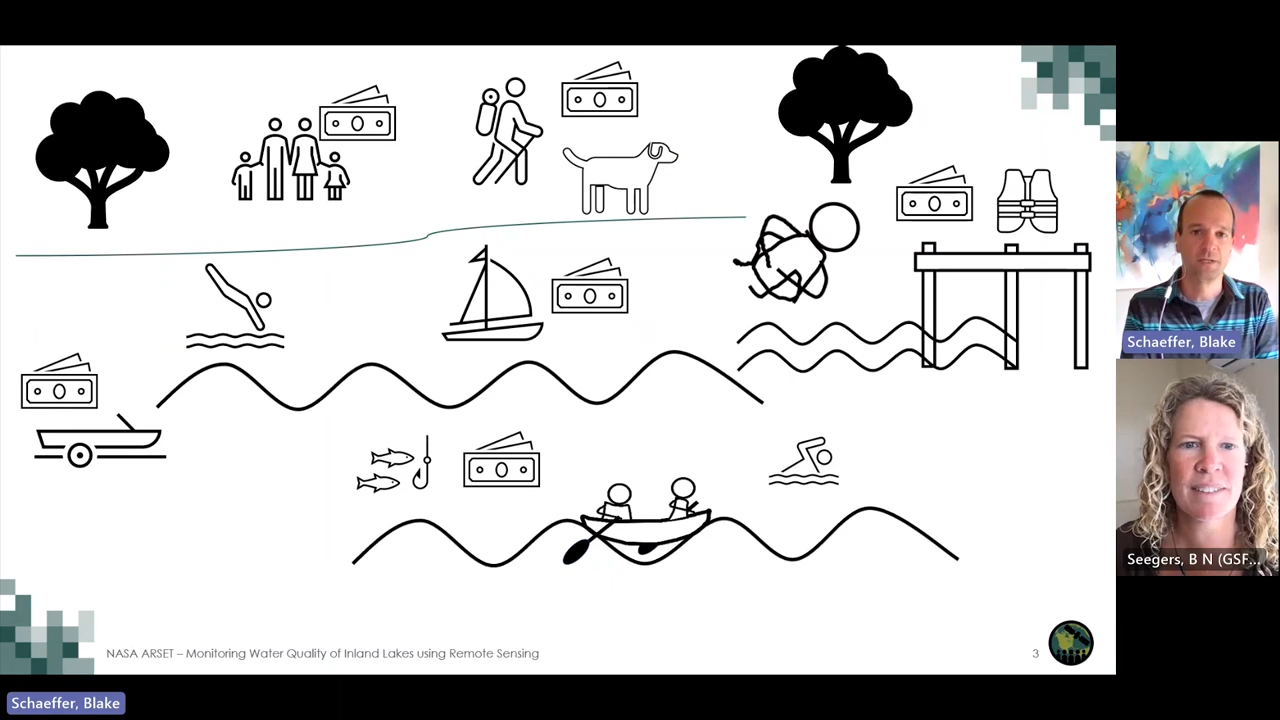 Schaeffer, Blake
Seegers, B N (GSF...
NASA ARSET – Monitoring Water Quality of Inland Lakes using Remote Sensing
3
Schaeffer, Blake